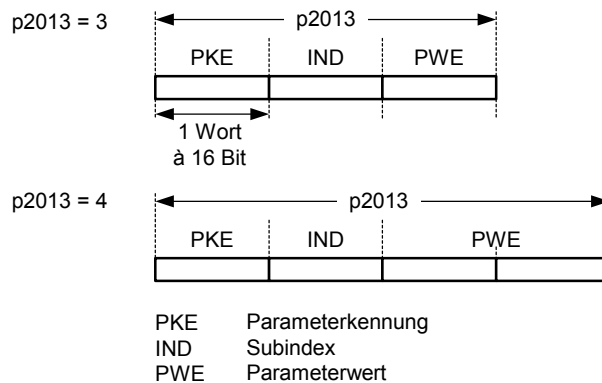 p2013 = 3 p2013
PKE IND PWE
1 Wort
à 16 Bit
p2013 = 4 p2013
PKE IND PWE
PKE Parameterkennung
IND Subindex
PWE Parameterwert